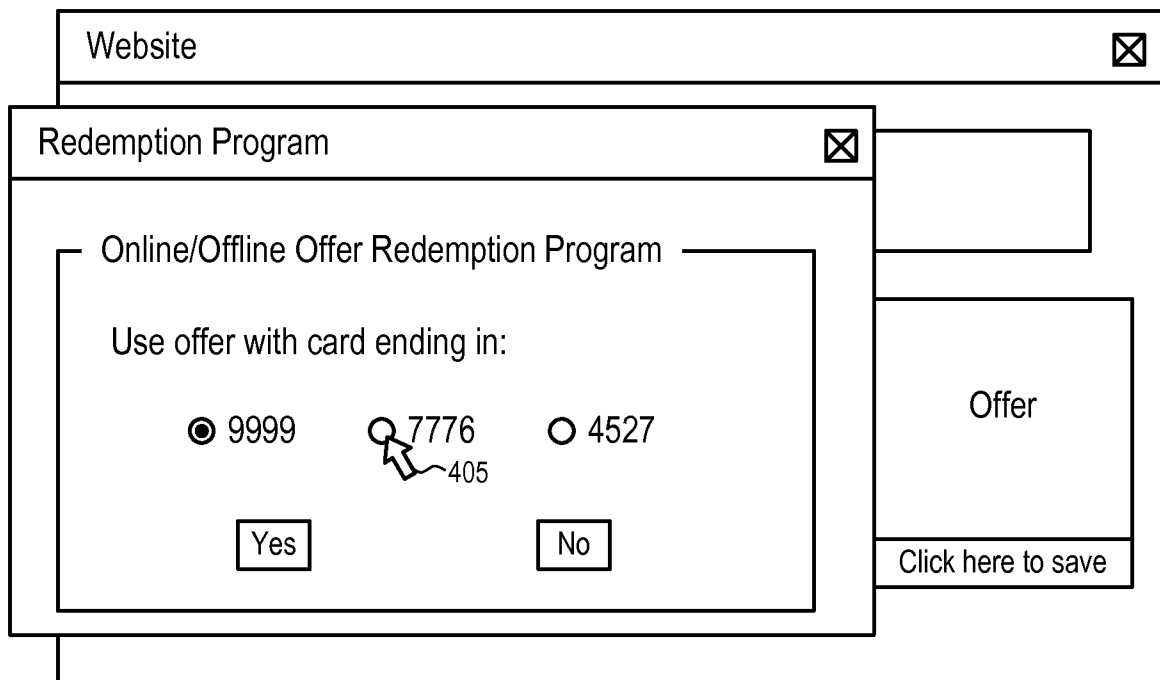 Website
Redemption Program
Online/Offline Offer Redemption Program
Use offer with card ending in:
9999 7776 4527
405
Yes No
Offer
Click here to save